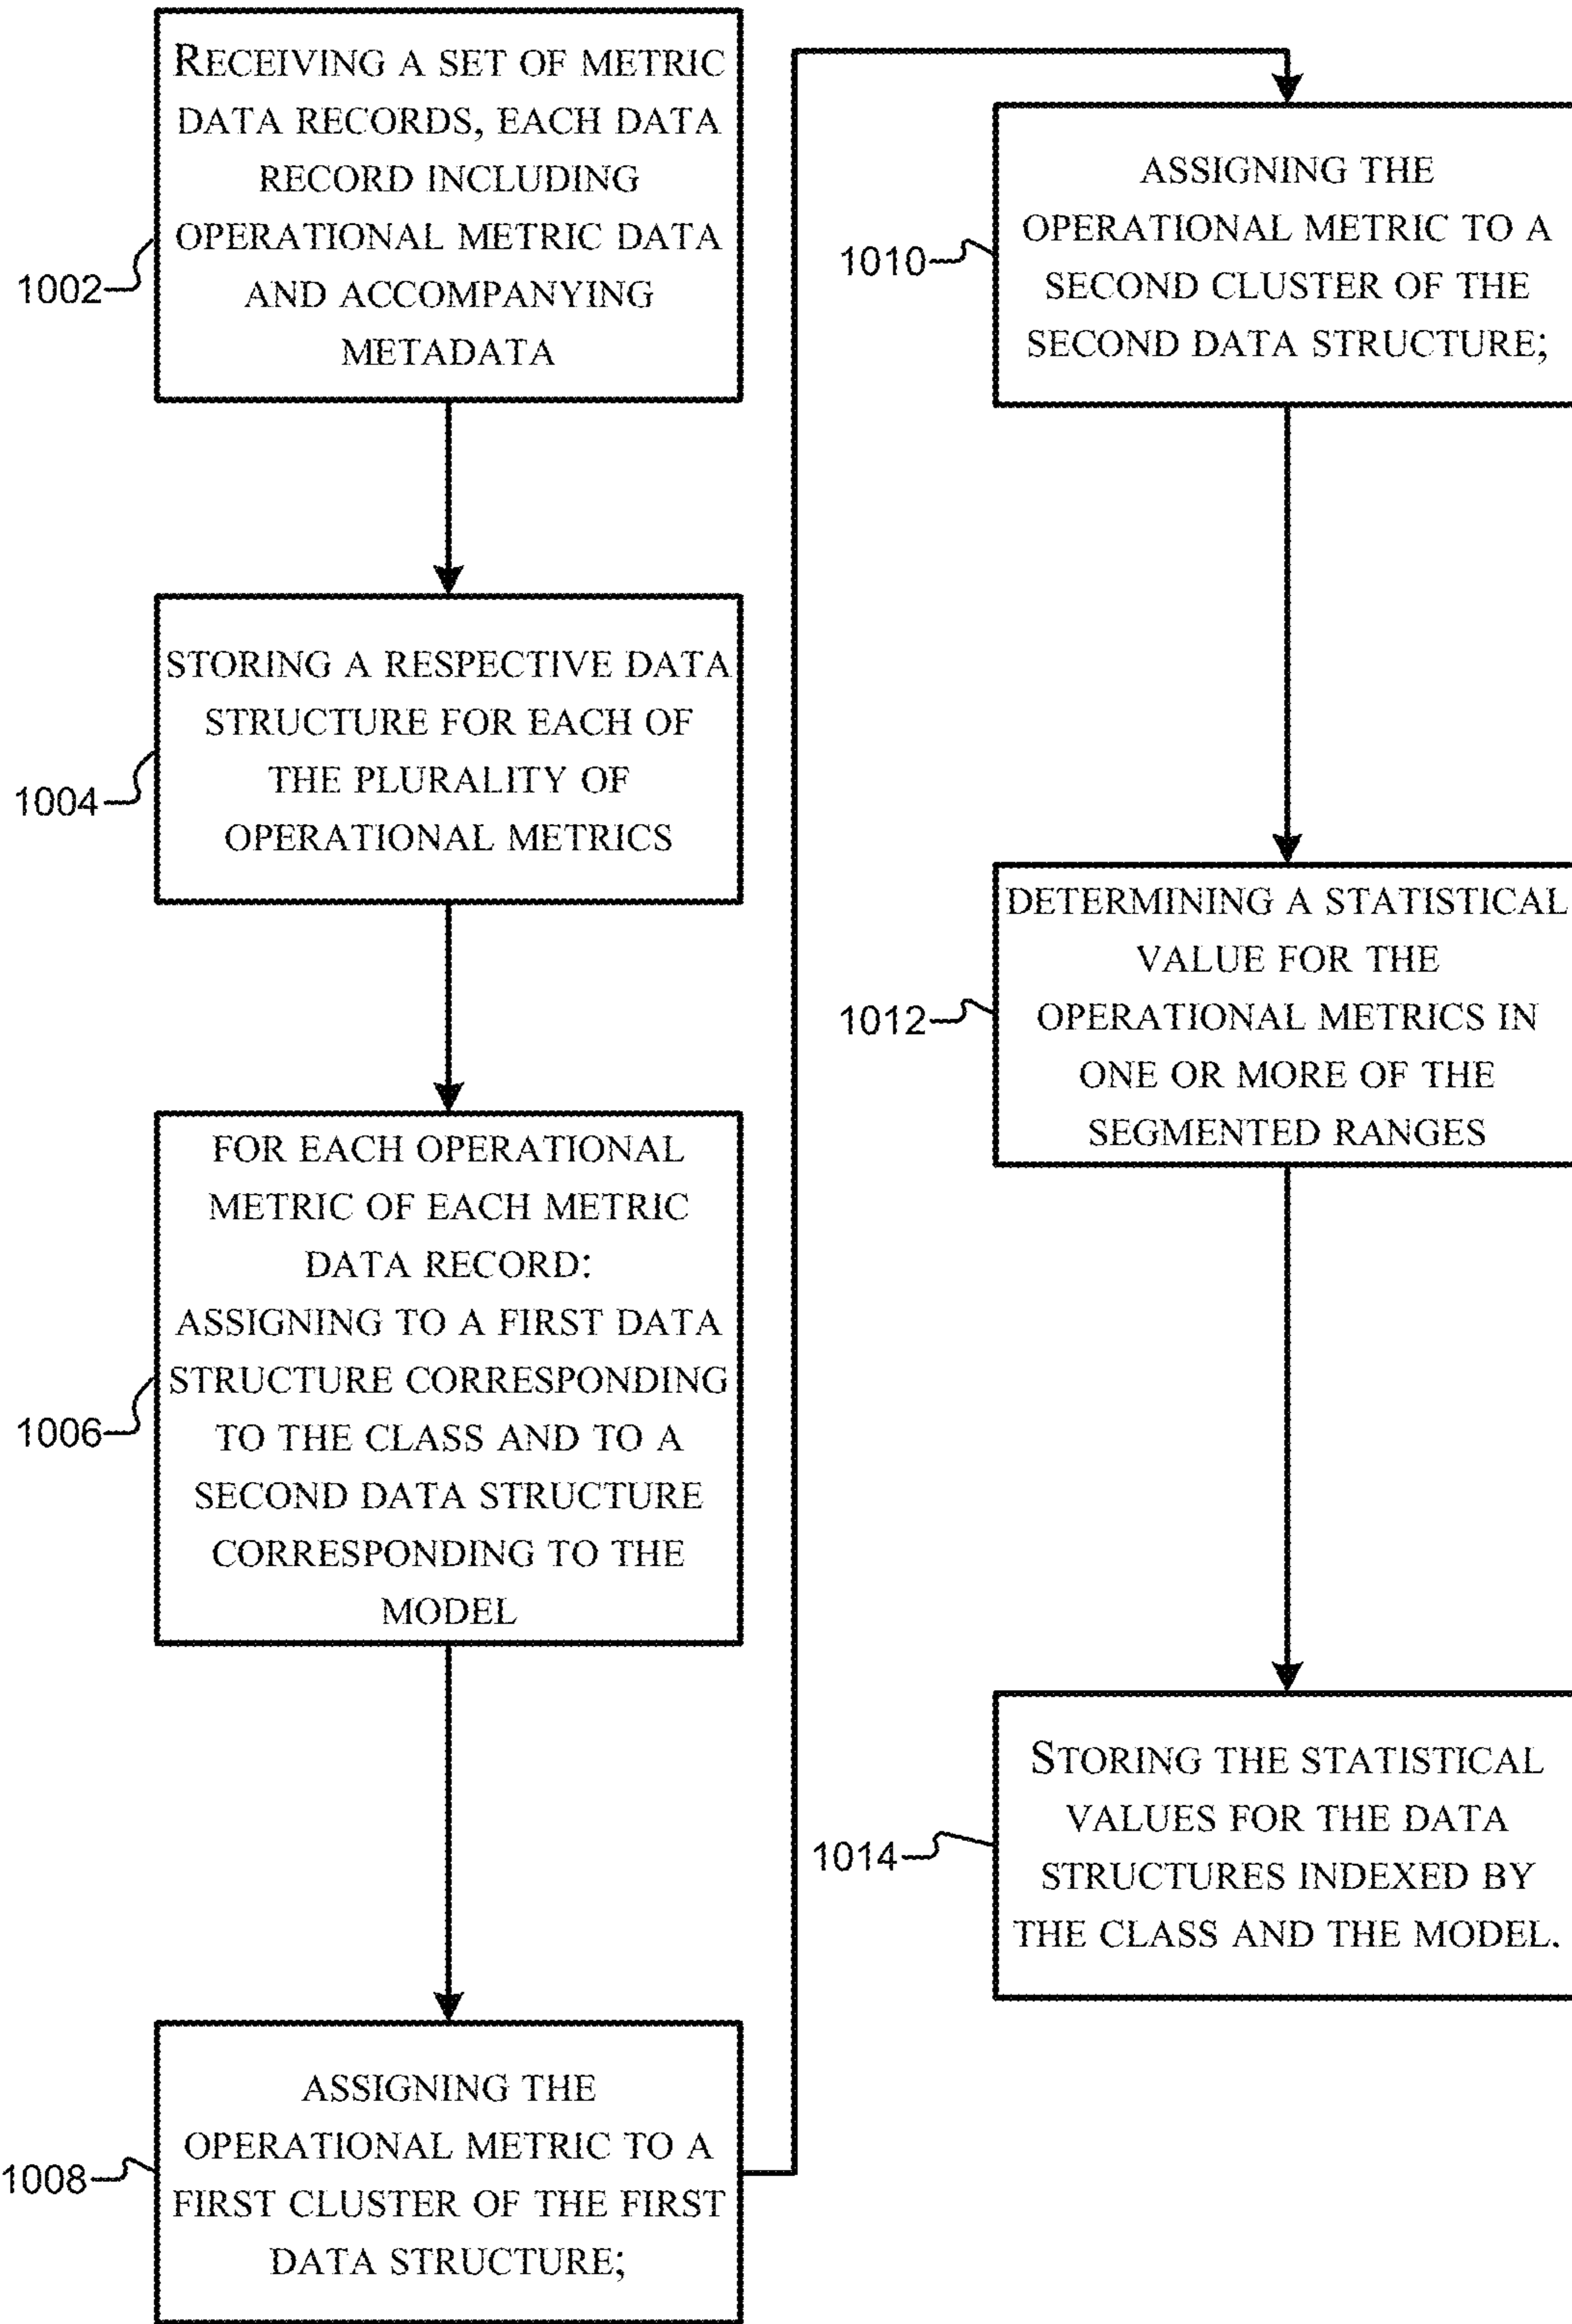 RECEIVING A SET OF METRIC
DATA RECORDS, EACH DATA
RECORD INCLUDING
OPERATIONAL METRIC DATA
AND ACCOMPANYING
METADATA
1002
STORING A RESPECTIVE DATA
STRUCTURE FOR EACH OF
THE PLURALITY OF
OPERATIONAL METRICS
1004
FOR EACH OPERATIONAL
METRIC OF EACH METRIC
DATA RECORD:
ASSIGNING TO A FIRST DATA
STRUCTURE CORRESPONDING
TO THE CLASS AND TO A
SECOND DATA STRUCTURE
CORRESPONDING TO THE
MODEL
1006
ASSIGNING THE
OPERATIONAL METRIC TO A
FIRST CLUSTER OF THE FIRST
DATA STRUCTURE;
1008
ASSIGNING THE
OPERATIONAL METRIC TO A
SECOND CLUSTER OF THE
SECOND DATA STRUCTURE;
1010
DETERMINING A STATISTICAL
VALUE FOR THE
OPERATIONAL METRICS IN
ONE OR MORE OF THE
SEGMENTED RANGES
1012
STORING THE STATISTICAL
VALUES FOR THE DATA
STRUCTURES INDEXED BY
THE CLASS AND THE MODEL.
1014